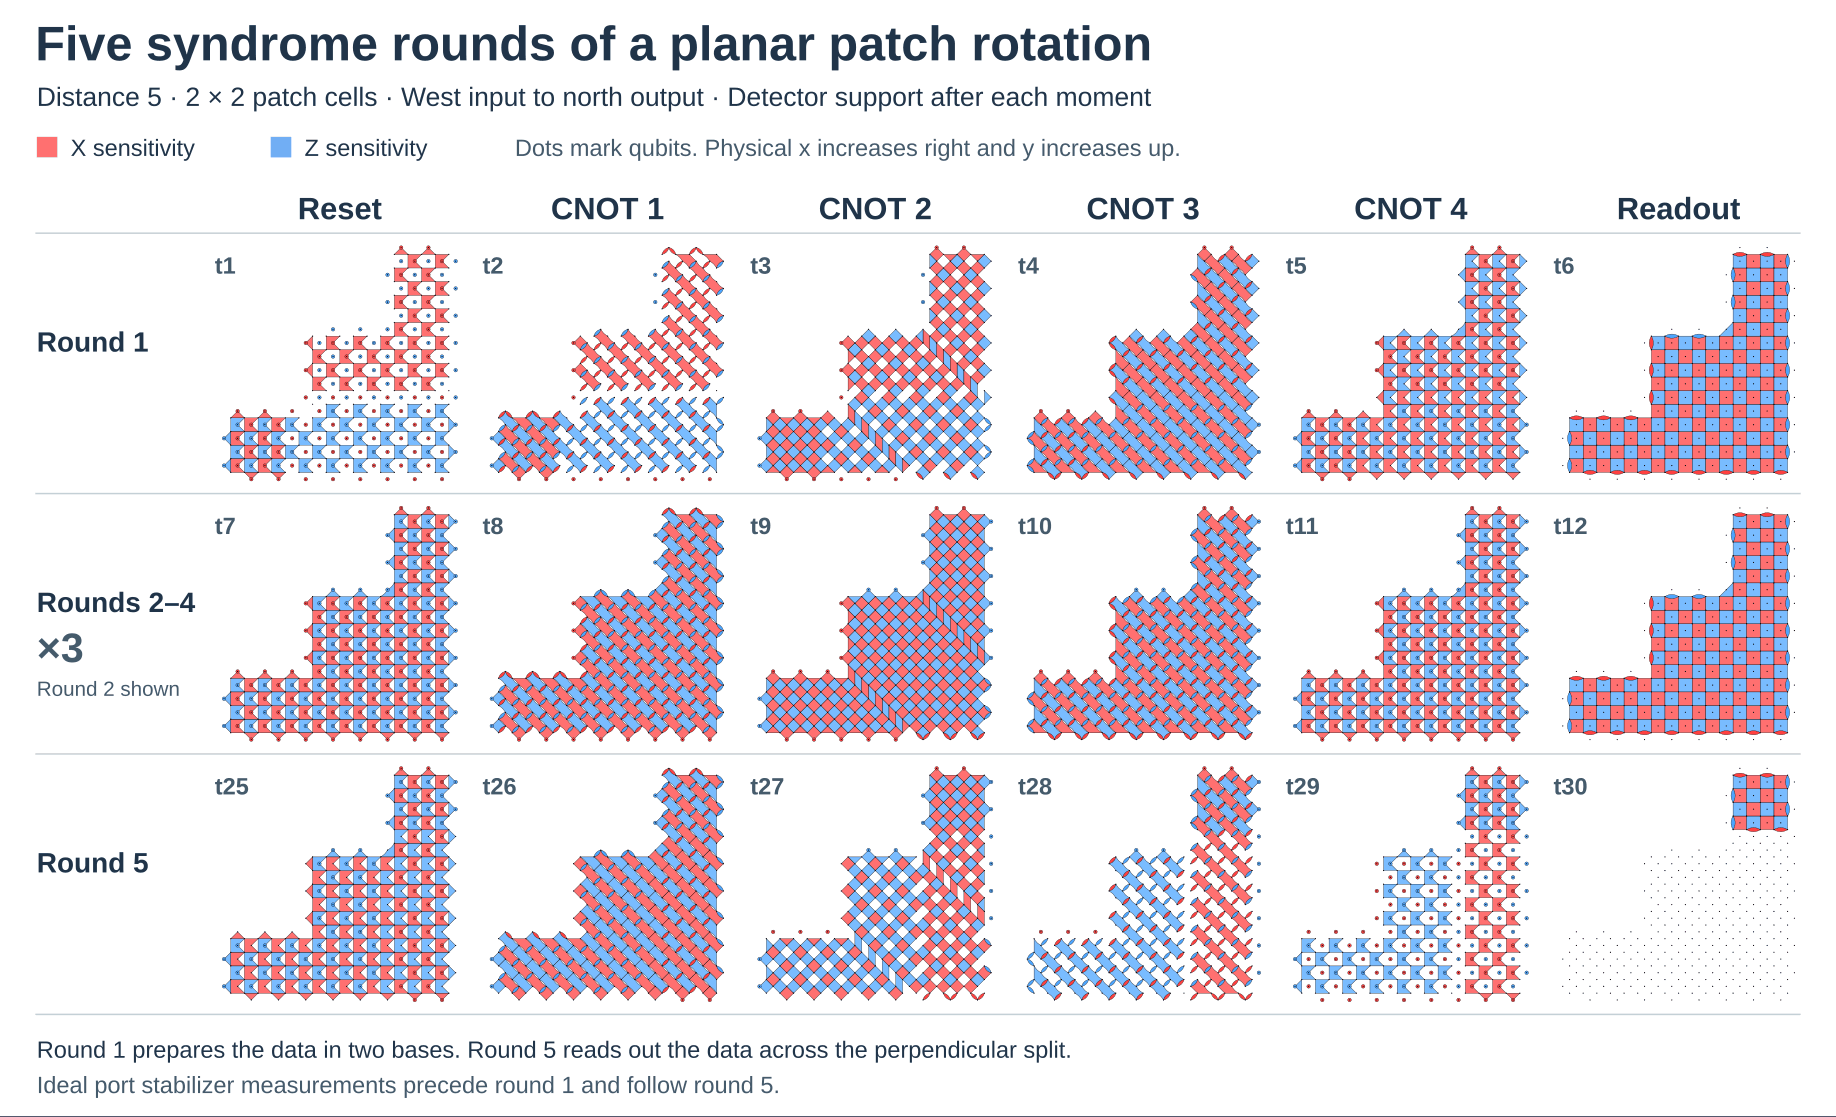 Five syndrome rounds of a planar patch rotation
Distance 5 · 2 × 2 patch cells · West input to north output · Detector support after each moment
X sensitivity
Z sensitivity
Dots mark qubits. Physical x increases right and y increases up.
Reset
CNOT 1
CNOT 2
CNOT 3
CNOT 4
Readout
Round 1
t1
t2
t3
t4
t5
t6
Rounds 2–4
×3
Round 2 shown
t7
t8
t9
t10
t11
t12
Round 5
t25
t26
t27
t28
t29
t30
Round 1 prepares the data in two bases. Round 5 reads out the data across the perpendicular split.
Ideal port stabilizer measurements precede round 1 and follow round 5.